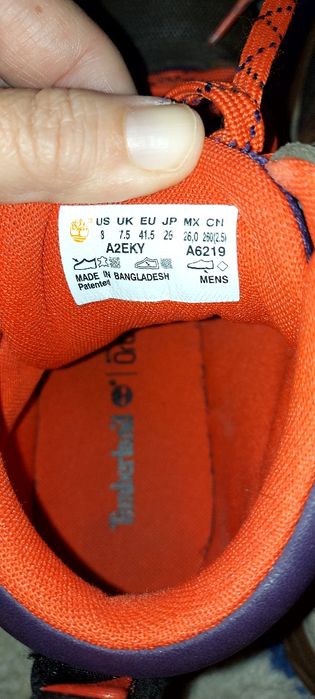 US UK EU JP MX CN
8 7.5 41.5 26 26.0 260(2.5)
A2EKY A6219
MADE IN BANGLADESH MENS
Patented
Timberland